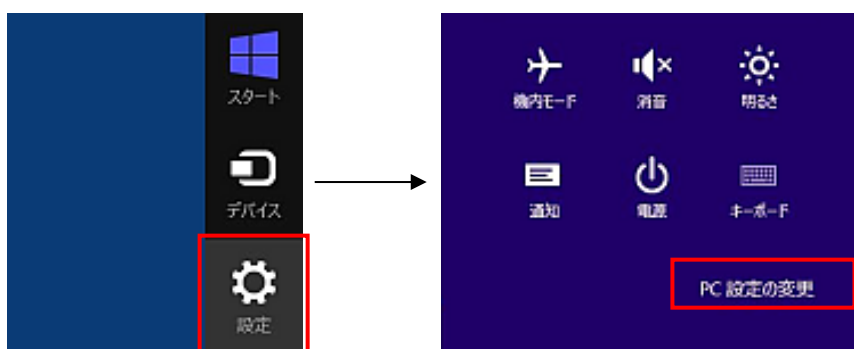 スタート
デバイス
設定
機内モード
消音
明るさ
通知
電源
キーボード
PC 設定の変更